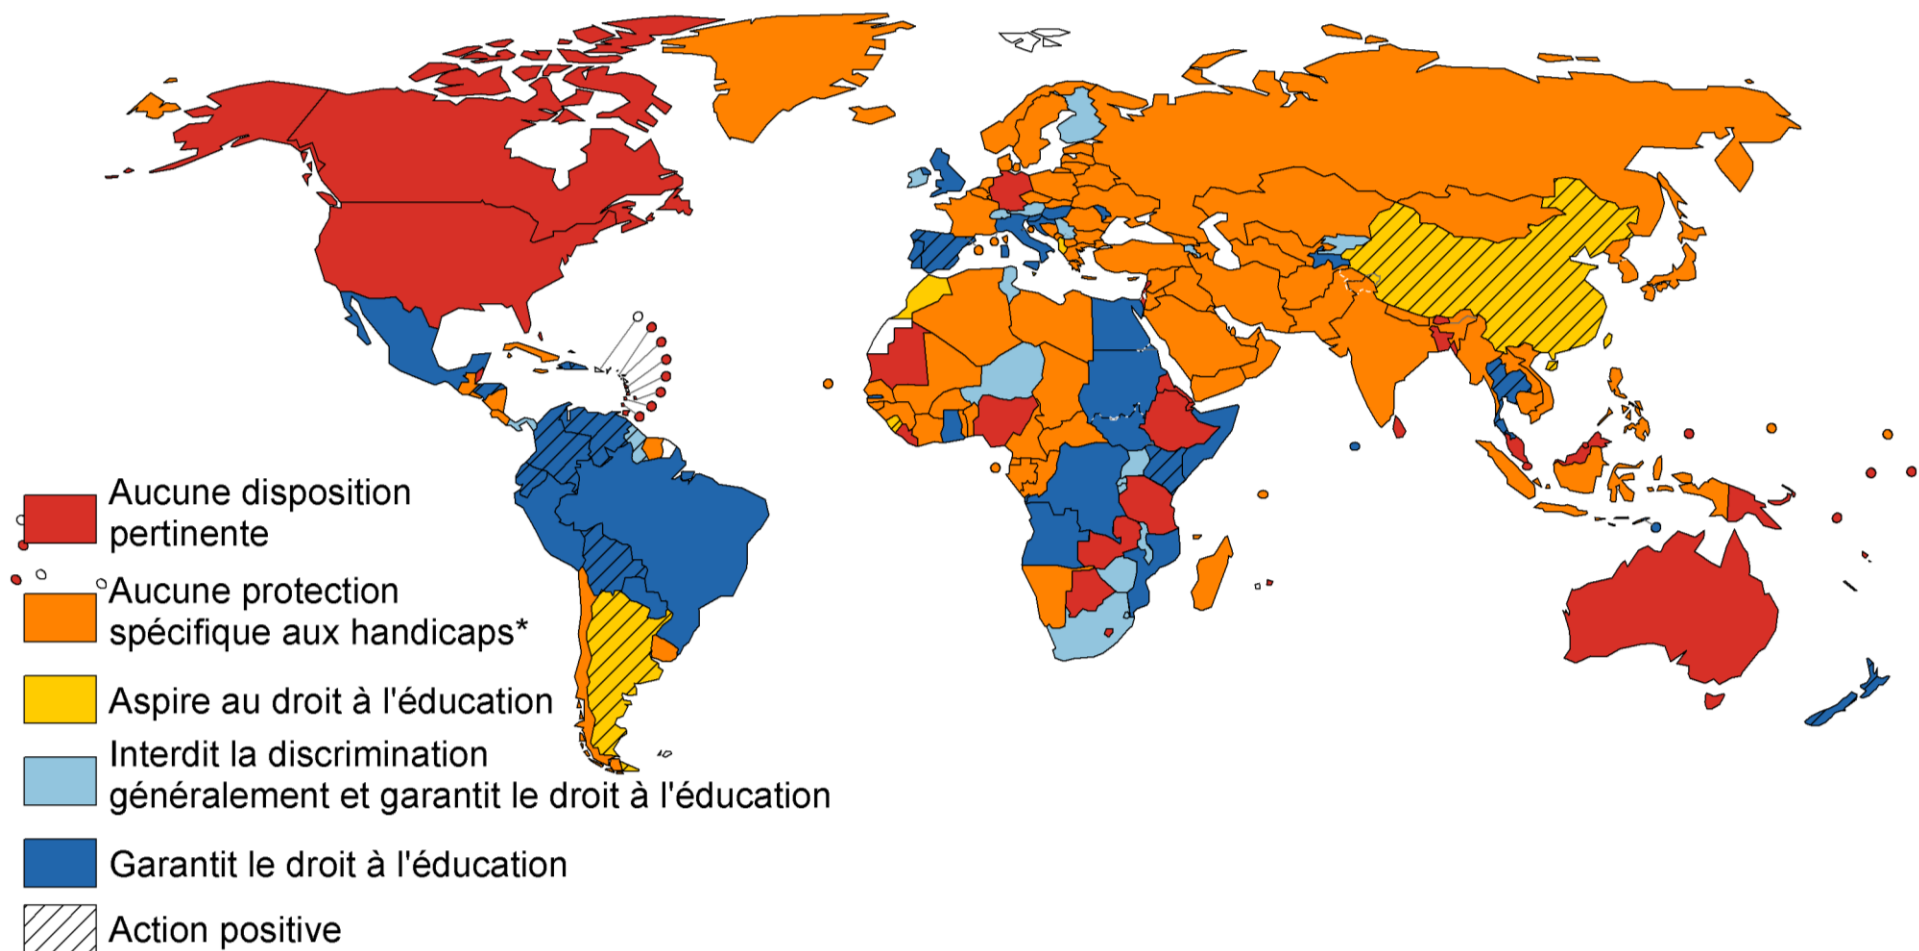 Aucune disposition
pertinente
Aucune protection
spécifique aux handicaps*
Aspire au droit à l'éducation
Interdit la discrimination
généralement et garantit le droit à l'éducation
Garantit le droit à l'éducation
Action positive